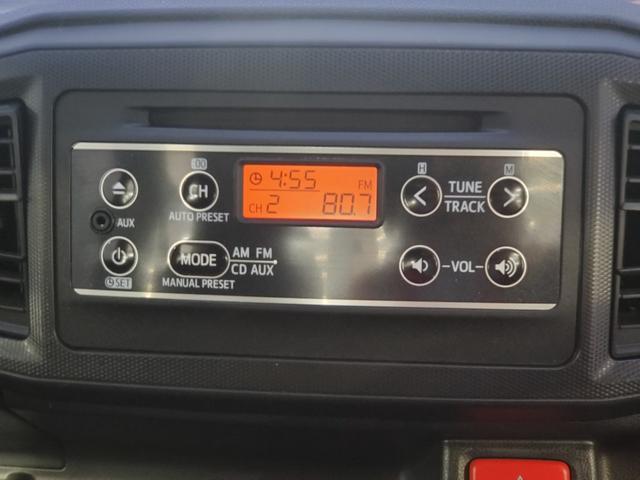 :00
H
M
4:55
FM
CH 2
80.7
CH
TUNE
TRACK
AUX
AUTO PRESET
MODE
AM FM
CD AUX
-VOL-
SET
MANUAL PRESET